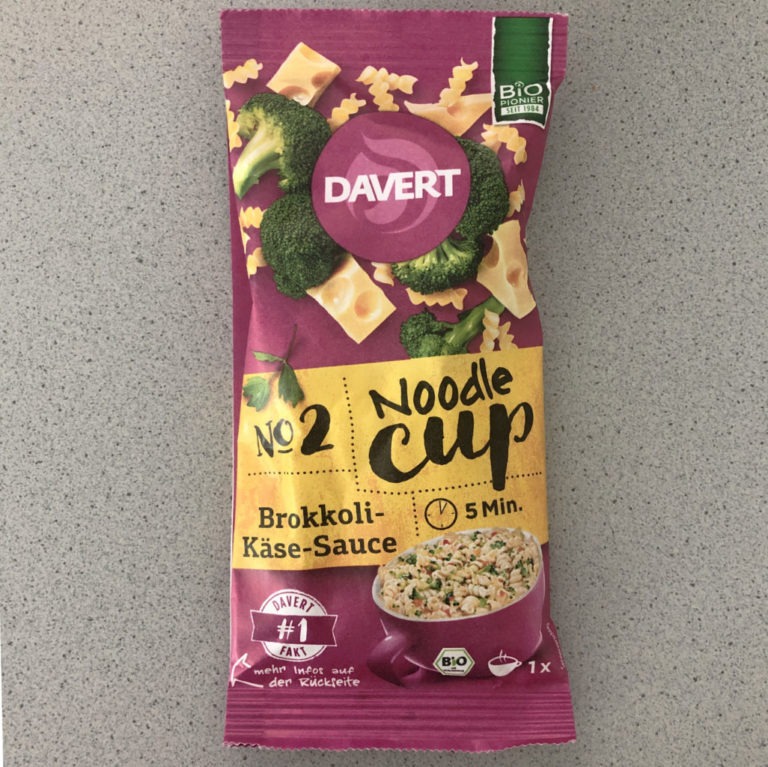 BIO
PIONIER
SEIT 1984
DAVERT
No 2
Noodle
cup
Brokkoli-
Käse-Sauce
5 Min.
DAVERT
#1
FAKT
mehr Infos auf
der Rückseite
BIO
1x